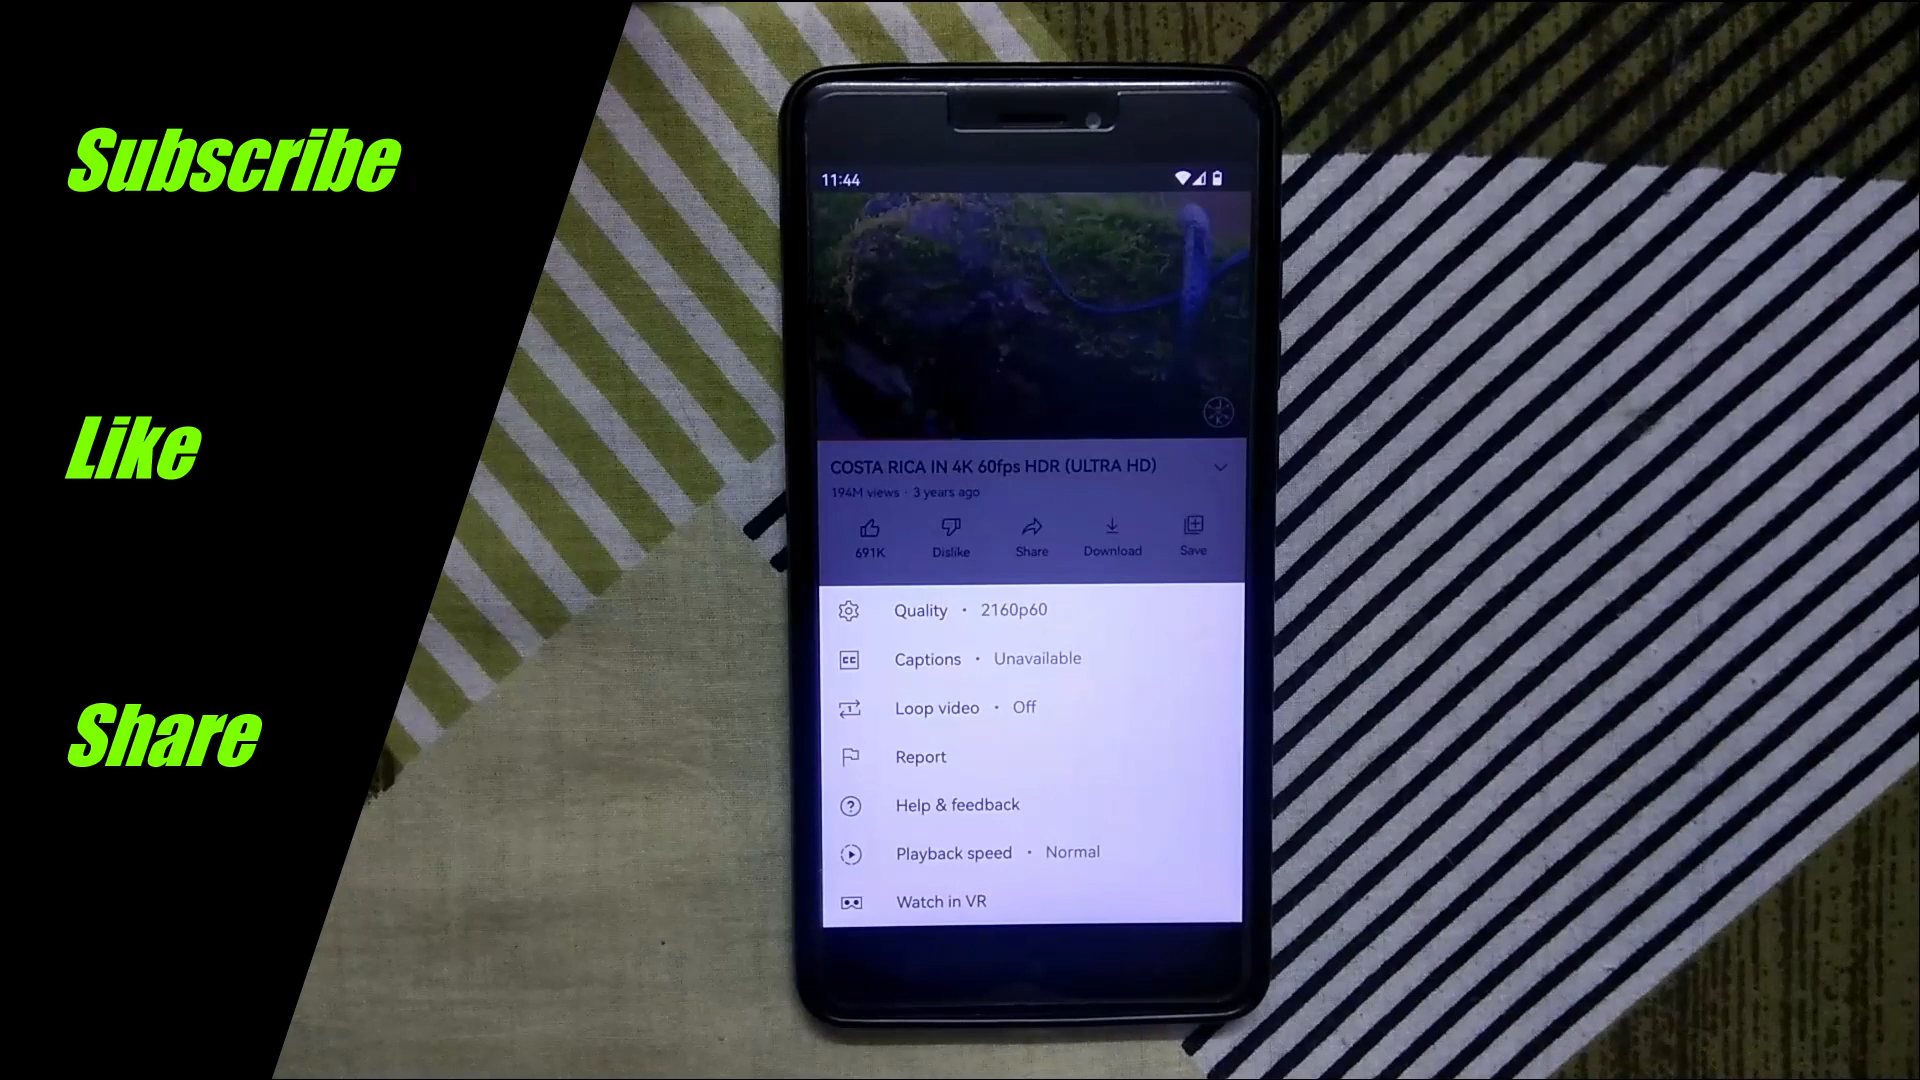 Subscribe
Like
Share
11:44
COSTA RICA IN 4K 60fps HDR (ULTRA HD)
194M views · 3 years ago
691K
Dislike
Share
Download
Save
Quality · 2160p60
CC
Captions · Unavailable
Loop video · Off
Report
Help & feedback
Playback speed · Normal
Watch in VR